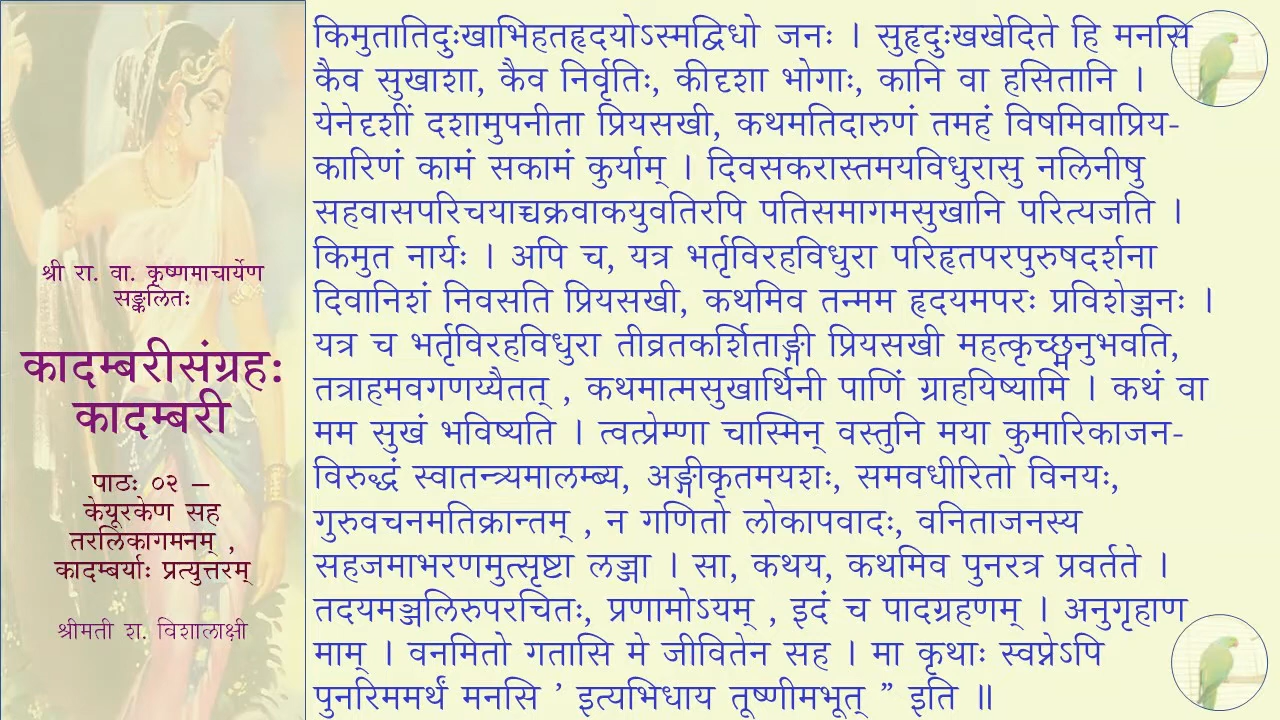 श्री रा. वा. कृष्णमाचार्येण
सङ्कलितः
कादम्बरीसंग्रहः
कादम्बरी
पाठः ०२ –
केयूरकेण सह
तरलिकागमनम् ,
कादम्बर्याः प्रत्युत्तरम्
श्रीमती श. विशालाक्षी
किमुतातिदुःखाभिहतहृदयोऽस्मद्विधो जनः । सुहृदुःखखेदिते हि मनसि
कैव सुखाशा, कैव निर्वृतिः, कीदृशा भोगाः, कानि वा हसितानि ।
येनेदृशीं दशामुपनीता प्रियसखी, कथमतिदारुणं तमहं विषमिवाप्रिय-
कारिणं कामं सकामं कुर्याम् । दिवसकरास्तमयविधुरासु नलिनीषु
सहवासपरिचयाच्चक्रवाकयुवतिरपि पतिसमागमसुखानि परित्यजति ।
किमुत नार्यः । अपि च, यत्र भर्तृविरहविधुरा परिहृतपरपुरुषदर्शना
दिवानिशं निवसति प्रियसखी, कथमिव तन्मम हृदयमपरः प्रविशेज्जनः ।
यत्र च भर्तृविरहविधुरा तीव्रतकर्शिताङ्गी प्रियसखी महत्कृच्छ्रमनुभवति,
तत्राहमवगणय्यैतत् , कथमात्मसुखार्थिनी पाणिं ग्राहयिष्यामि । कथं वा
मम सुखं भविष्यति । त्वत्प्रेम्णा चास्मिन् वस्तुनि मया कुमारिकाजन-
विरुद्धं स्वातन्त्र्यमालम्ब्य, अङ्गीकृतमयशः, समवधीरितो विनयः,
गुरुवचनमतिक्रान्तम् , न गणितो लोकापवादः, वनिताजनस्य
सहजमाभरणमुत्सृष्टा लज्जा । सा, कथय, कथमिव पुनरत्र प्रवर्तते ।
तदयमञ्जलिरुपरचितः, प्रणामोऽयम् , इदं च पादग्रहणम् । अनुगृहाण
माम् । वनमितो गतासि मे जीवितेन सह । मा कृथाः स्वप्नेऽपि
पुनरिममर्थं मनसि ’ इत्यभिधाय तूष्णीमभूत् ” इति ॥